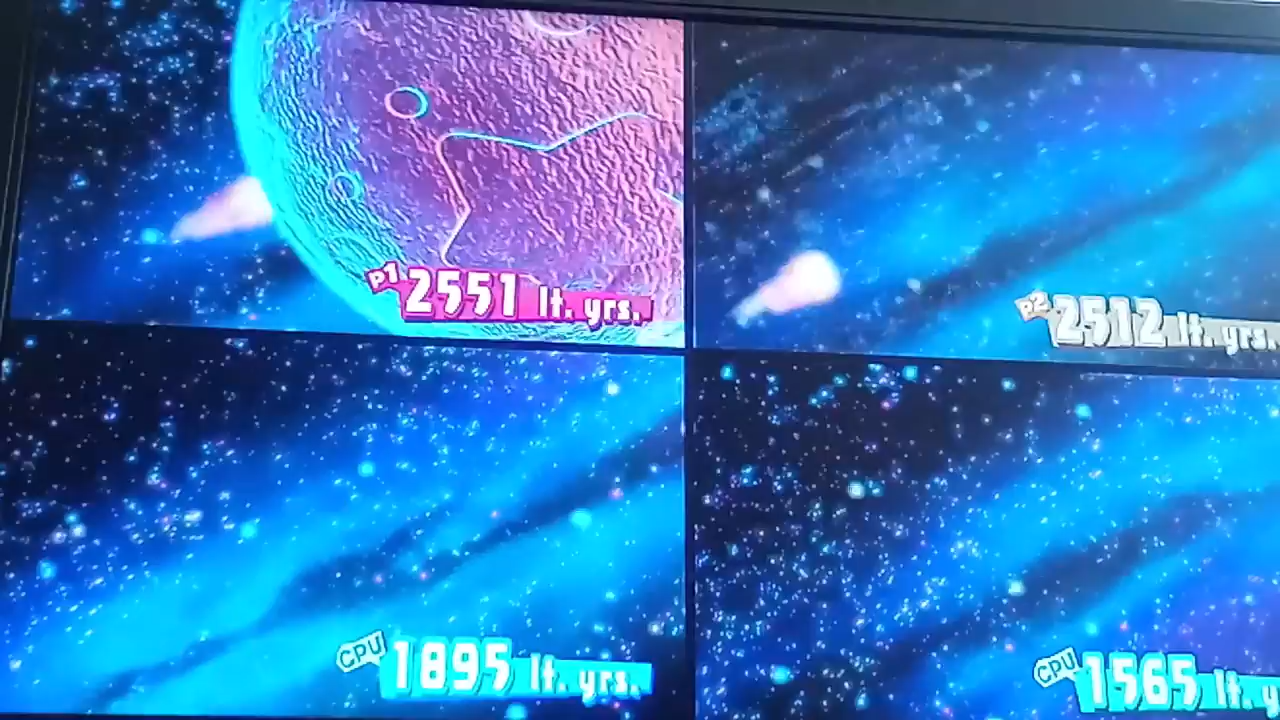 P1 2551 lt. yrs.
P2 2512 lt. yrs.
CPU 1895 lt. yrs.
CPU 1565 lt. y